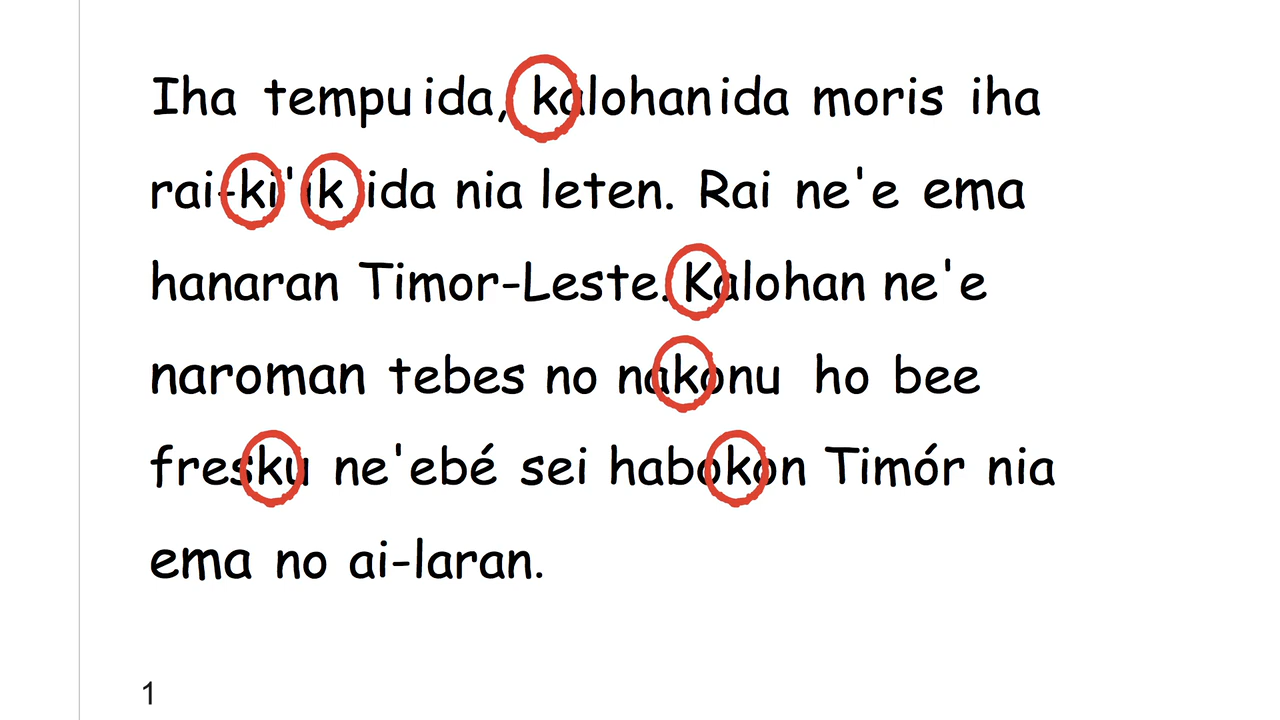 Iha tempu ida, kalohan ida moris iha
rai-ki'ik ida nia leten. Rai ne'e ema
hanaran Timor-Leste. Kalohan ne'e
naroman tebes no nakonu ho bee
fresku ne'ebé sei habokon Timór nia
ema no ai-laran.
1